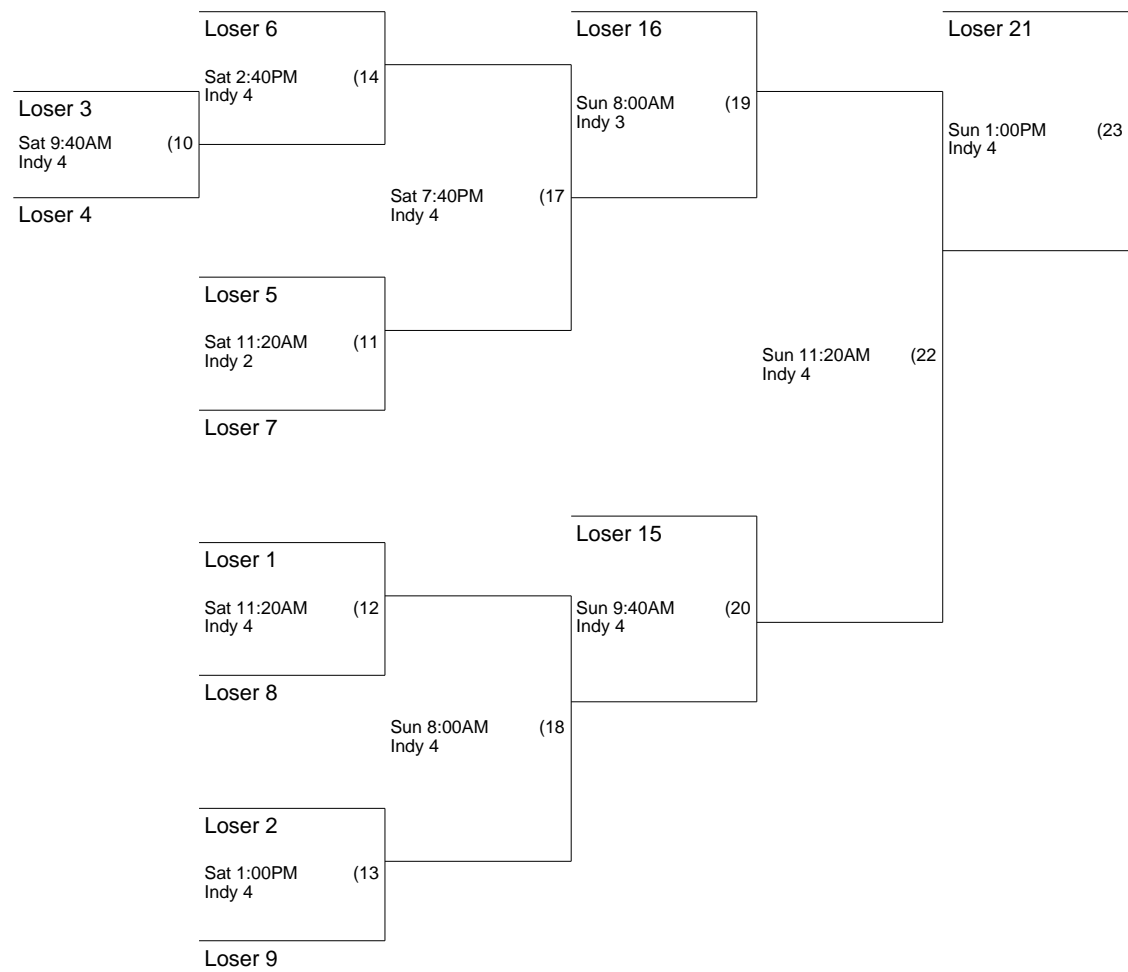 Loser 6
Loser 16
Loser 21
Sat 2:40PM (14
Indy 4
Loser 3
Sun 8:00AM (19
Indy 3
Sat 9:40AM (10
Indy 4
Sun 1:00PM (23
Indy 4
Sat 7:40PM (17
Indy 4
Loser 4
Loser 5
Sat 11:20AM (11
Indy 2
Sun 11:20AM (22
Indy 4
Loser 7
Loser 15
Loser 1
Sat 11:20AM (12
Indy 4
Sun 9:40AM (20
Indy 4
Loser 8
Sun 8:00AM (18
Indy 4
Loser 2
Sat 1:00PM (13
Indy 4
Loser 9